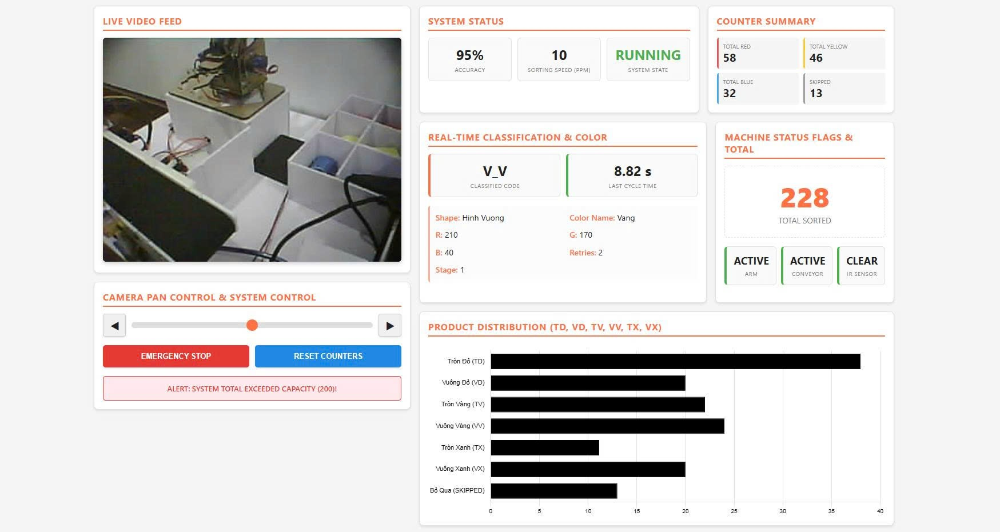 LIVE VIDEO FEED
SYSTEM STATUS
95%
ACCURACY
10
SORTING SPEED (PPM)
RUNNING
SYSTEM STATE
COUNTER SUMMARY
TOTAL RED
58
TOTAL YELLOW
46
TOTAL BLUE
32
SKIPPED
13
REAL-TIME CLASSIFICATION & COLOR
V_V
CLASSIFIED CODE
8.82 s
LAST CYCLE TIME
Shape: Hinh Vuong
Color Name: Vang
R: 210
G: 170
B: 40
Retries: 2
Stage: 1
MACHINE STATUS FLAGS &
TOTAL
228
TOTAL SORTED
ACTIVE
ARM
ACTIVE
CONVEYOR
CLEAR
IR SENSOR
CAMERA PAN CONTROL & SYSTEM CONTROL
◀
▶
EMERGENCY STOP
RESET COUNTERS
ALERT: SYSTEM TOTAL EXCEEDED CAPACITY (200)!
PRODUCT DISTRIBUTION (TD, VD, TV, VV, TX, VX)
Tròn Đỏ (TD)
Vuông Đỏ (VD)
Tròn Vàng (TV)
Vuông Vàng (VV)
Tròn Xanh (TX)
Vuông Xanh (VX)
Bỏ Qua (SKIPPED)
0 5 10 15 20 25 30 35 40